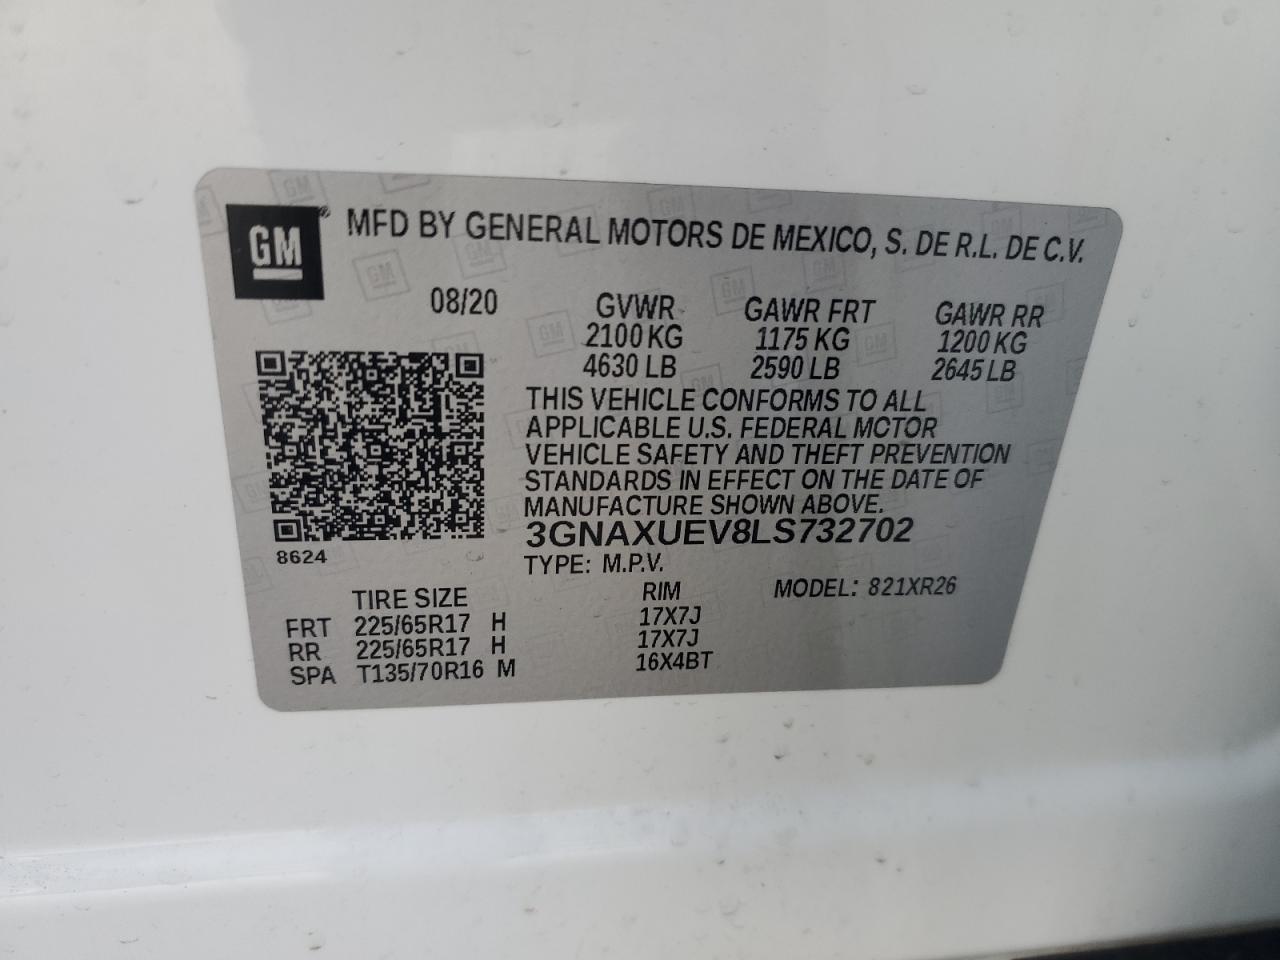 GM® MFD BY GENERAL MOTORS DE MEXICO, S. DE R.L. DE C.V.
08/20 GVWR GAWR FRT GAWR RR
2100 KG 1175 KG 1200 KG
4630 LB 2590 LB 2645 LB
THIS VEHICLE CONFORMS TO ALL
APPLICABLE U.S. FEDERAL MOTOR
VEHICLE SAFETY AND THEFT PREVENTION
STANDARDS IN EFFECT ON THE DATE OF
MANUFACTURE SHOWN ABOVE.
3GNAXUEV8LS732702
8624
TYPE: M.P.V.
TIRE SIZE RIM MODEL: 821XR26
FRT 225/65R17 H 17X7J
RR 225/65R17 H 17X7J
SPA T135/70R16 M 16X4BT